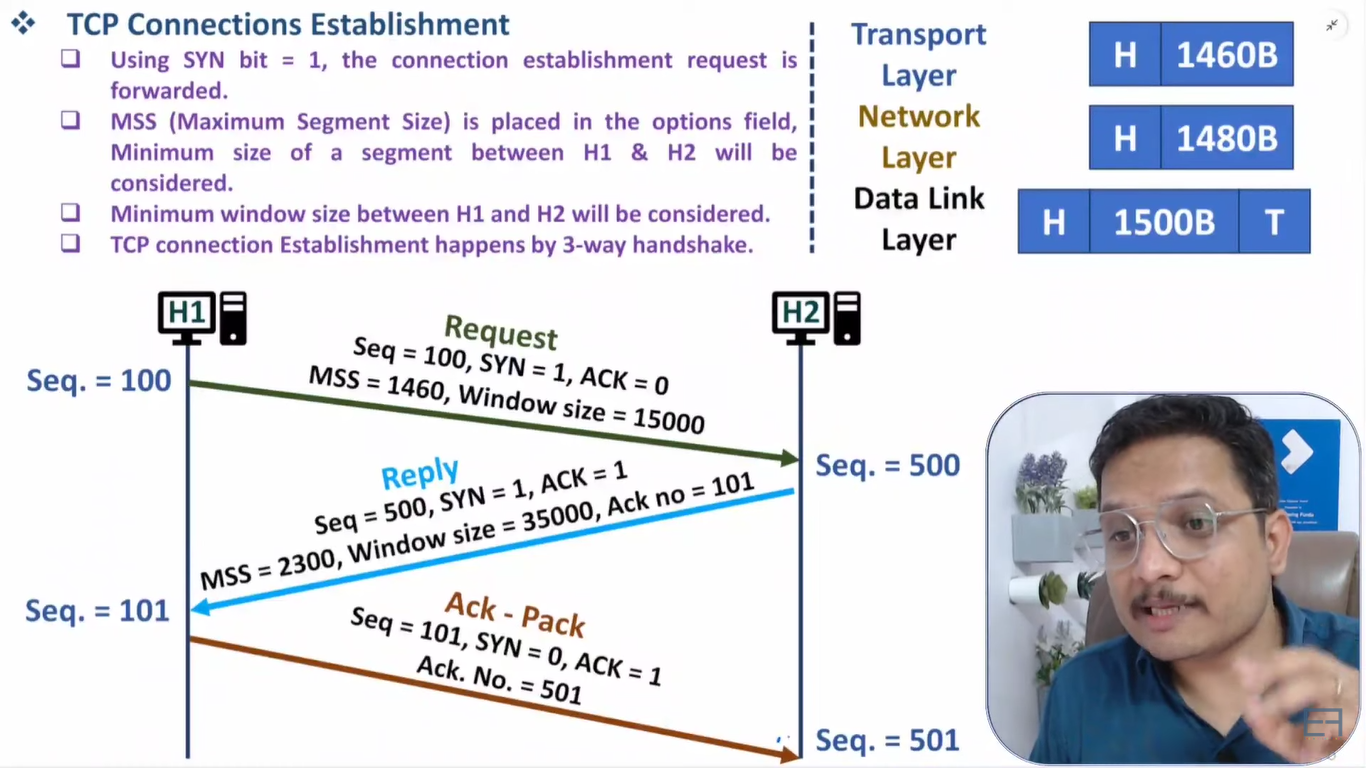 TCP Connections Establishment
Using SYN bit = 1, the connection establishment request is
forwarded.
MSS (Maximum Segment Size) is placed in the options field,
Minimum size of a segment between H1 & H2 will be
considered.
Minimum window size between H1 and H2 will be considered.
TCP connection Establishment happens by 3-way handshake.
Transport
Layer
H 1460B
Network
Layer
H 1480B
Data Link
Layer
H 1500B T
H1
H2
Request
Seq = 100, SYN = 1, ACK = 0
MSS = 1460, Window size = 15000
Seq. = 100
Seq. = 500
Reply
Seq = 500, SYN = 1, ACK = 1
MSS = 2300, Window size = 35000, Ack no = 101
Seq. = 101
Ack - Pack
Seq = 101, SYN = 0, ACK = 1
Ack. No. = 501
Seq. = 501